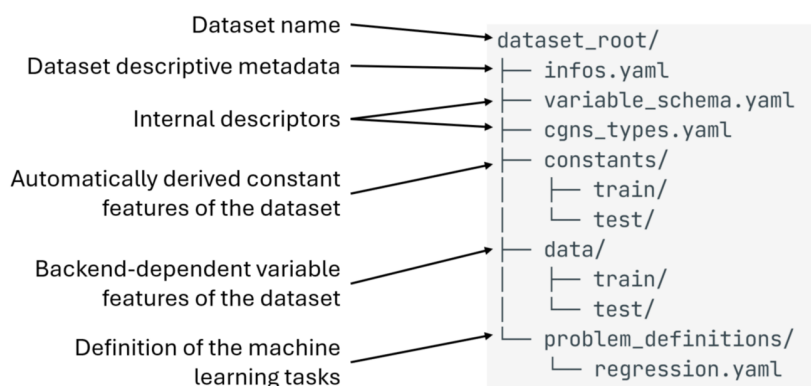 Dataset name
Dataset descriptive metadata
Internal descriptors
Automatically derived constant
features of the dataset
Backend-dependent variable
features of the dataset
Definition of the machine
learning tasks
dataset_root/
├── infos.yaml
├── variable_schema.yaml
├── cgns_types.yaml
├── constants/
│   ├── train/
│   └── test/
├── data/
│   ├── train/
│   └── test/
└── problem_definitions/
    └── regression.yaml